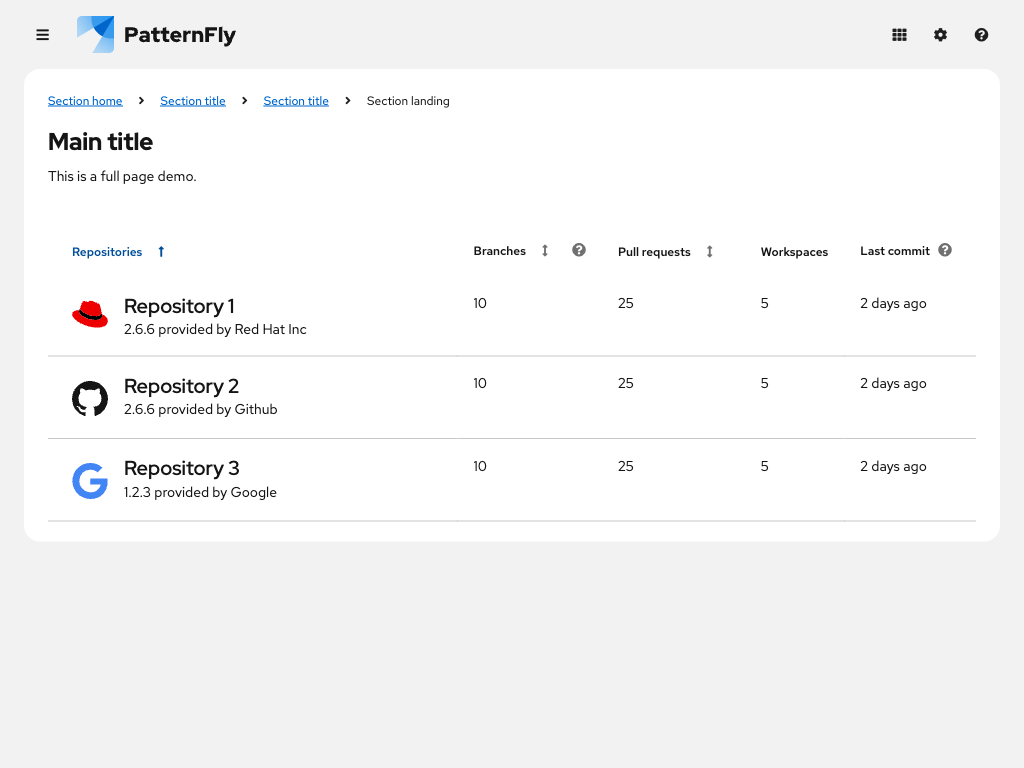 PatternFly
Section home Section title Section title Section landing
Main title
This is a full page demo.
Repositories Branches Pull requests Workspaces Last commit
Repository 1 10 25 5 2 days ago
2.6.6 provided by Red Hat Inc
Repository 2 10 25 5 2 days ago
2.6.6 provided by Github
Repository 3 10 25 5 2 days ago
1.2.3 provided by Google